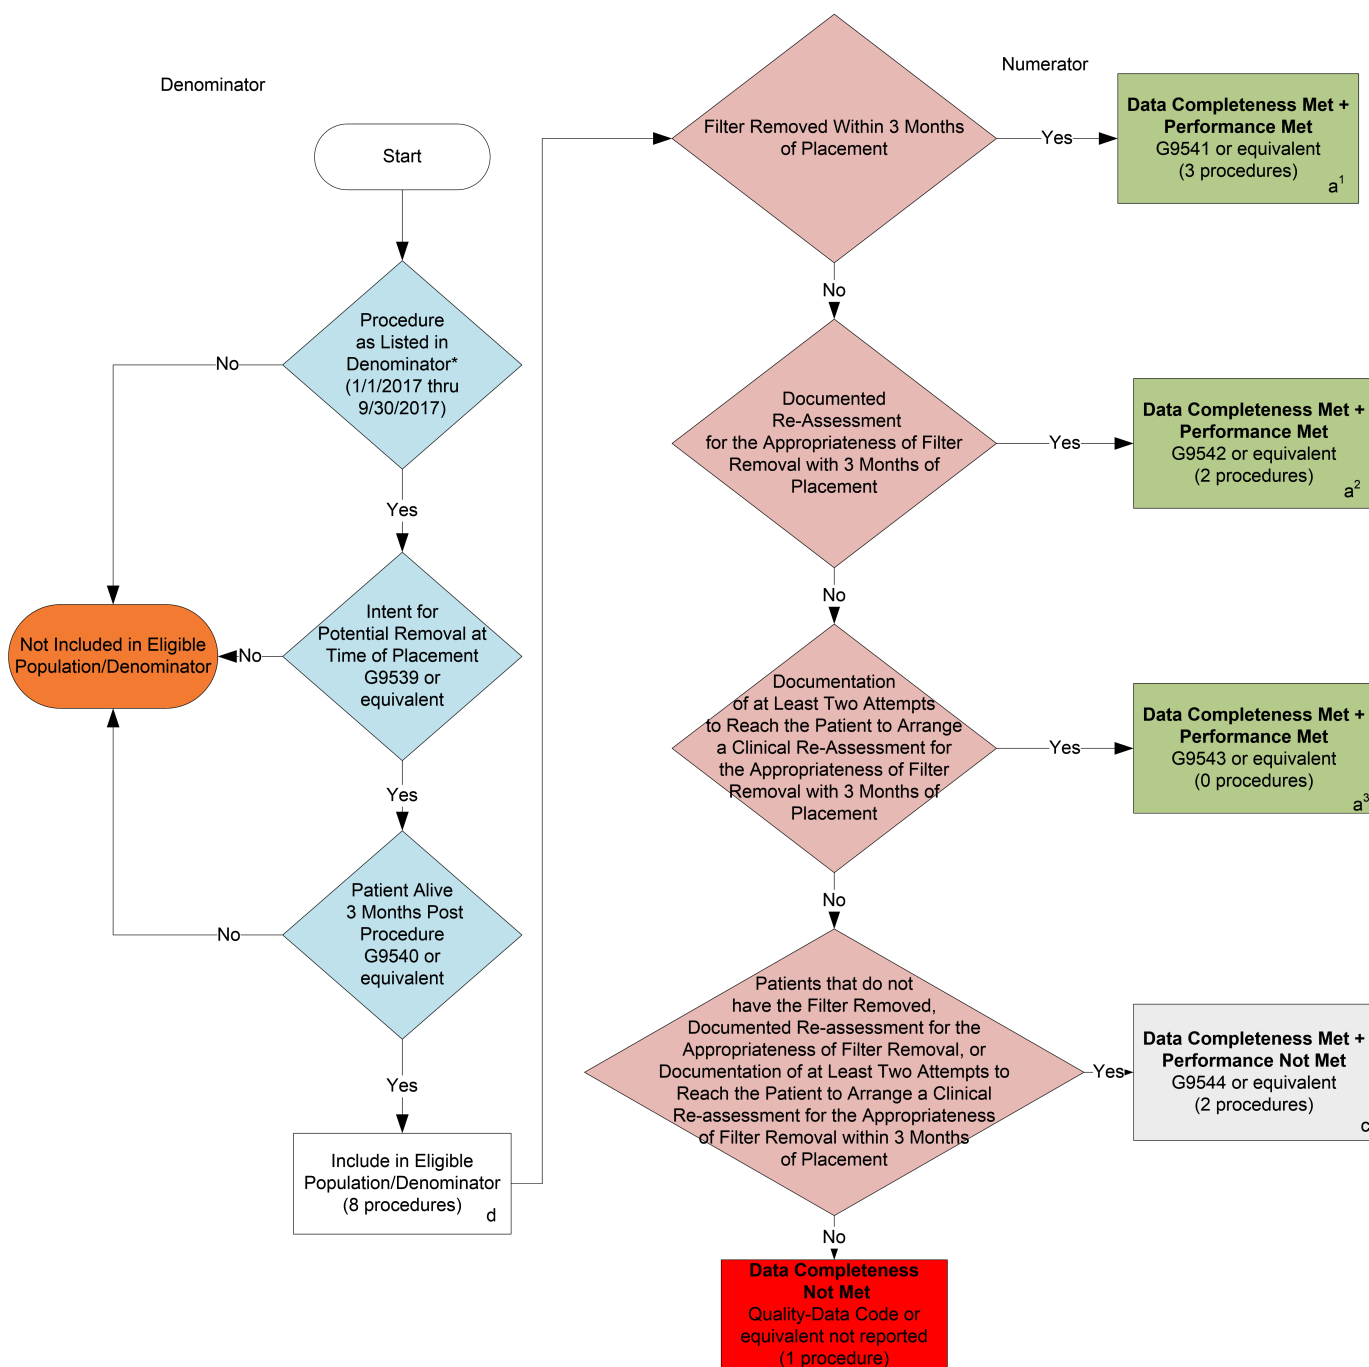 Denominator
Start
Procedure
as Listed in
Denominator*
(1/1/2017 thru
9/30/2017)
No
Yes
Intent for
Potential Removal at
Time of Placement
G9539 or
equivalent
No
Not Included in Eligible
Population/Denominator
Yes
Patient Alive
3 Months Post
Procedure
G9540 or
equivalent
No
Yes
Include in Eligible
Population/Denominator
(8 procedures)
d
Numerator
Filter Removed Within 3 Months
of Placement
Yes
Data Completeness Met +
Performance Met
G9541 or equivalent
(3 procedures)
a1
No
Documented
Re-Assessment
for the Appropriateness of Filter
Removal with 3 Months of
Placement
Yes
Data Completeness Met +
Performance Met
G9542 or equivalent
(2 procedures)
a2
No
Documentation
of at Least Two Attempts
to Reach the Patient to Arrange
a Clinical Re-Assessment for
the Appropriateness of Filter
Removal with 3 Months of
Placement
Yes
Data Completeness Met +
Performance Met
G9543 or equivalent
(0 procedures)
a3
No
Patients that do not
have the Filter Removed,
Documented Re-assessment for the
Appropriateness of Filter Removal, or
Documentation of at Least Two Attempts to
Reach the Patient to Arrange a Clinical
Re-assessment for the Appropriateness
of Filter Removal within 3 Months
of Placement
Yes
Data Completeness Met +
Performance Not Met
G9544 or equivalent
(2 procedures)
c
No
Data Completeness
Not Met
Quality-Data Code or
equivalent not reported
(1 procedure)